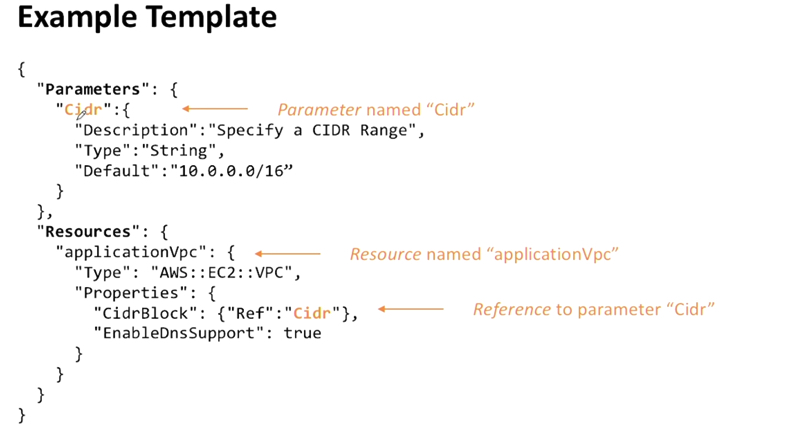 Example Template
{
"Parameters": {
"Cidr":{ Parameter named “Cidr”
"Description":"Specify a CIDR Range",
"Type":"String",
"Default":"10.0.0.0/16”
}
},
"Resources": {
"applicationVpc": { Resource named “applicationVpc”
"Type": "AWS::EC2::VPC",
"Properties": {
"CidrBlock": {"Ref":"Cidr"}, Reference to parameter “Cidr”
"EnableDnsSupport": true
}
}
}
}